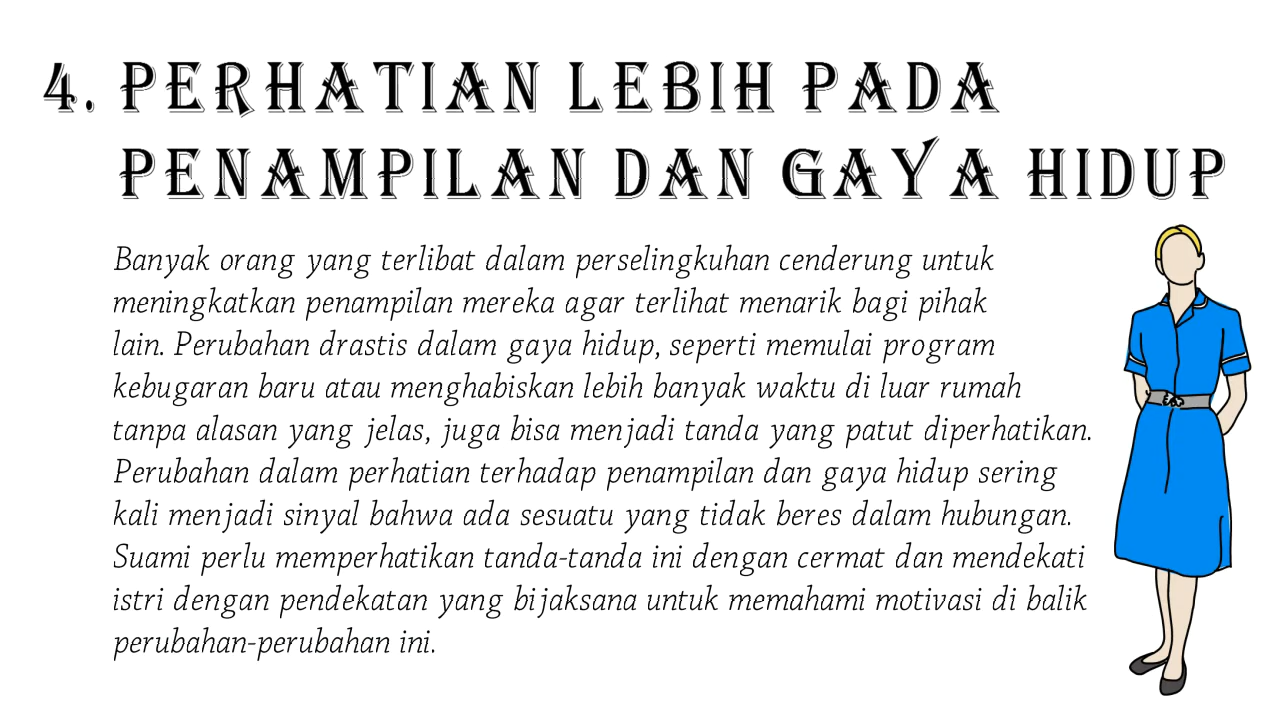 4. PERHATIAN LEBIH PADA
PENAMPILAN DAN GAYA HIDUP
Banyak orang yang terlibat dalam perselingkuhan cenderung untuk
meningkatkan penampilan mereka agar terlihat menarik bagi pihak
lain. Perubahan drastis dalam gaya hidup, seperti memulai program
kebugaran baru atau menghabiskan lebih banyak waktu di luar rumah
tanpa alasan yang jelas, juga bisa menjadi tanda yang patut diperhatikan.
Perubahan dalam perhatian terhadap penampilan dan gaya hidup sering
kali menjadi sinyal bahwa ada sesuatu yang tidak beres dalam hubungan.
Suami perlu memperhatikan tanda-tanda ini dengan cermat dan mendekati
istri dengan pendekatan yang bijaksana untuk memahami motivasi di balik
perubahan-perubahan ini.